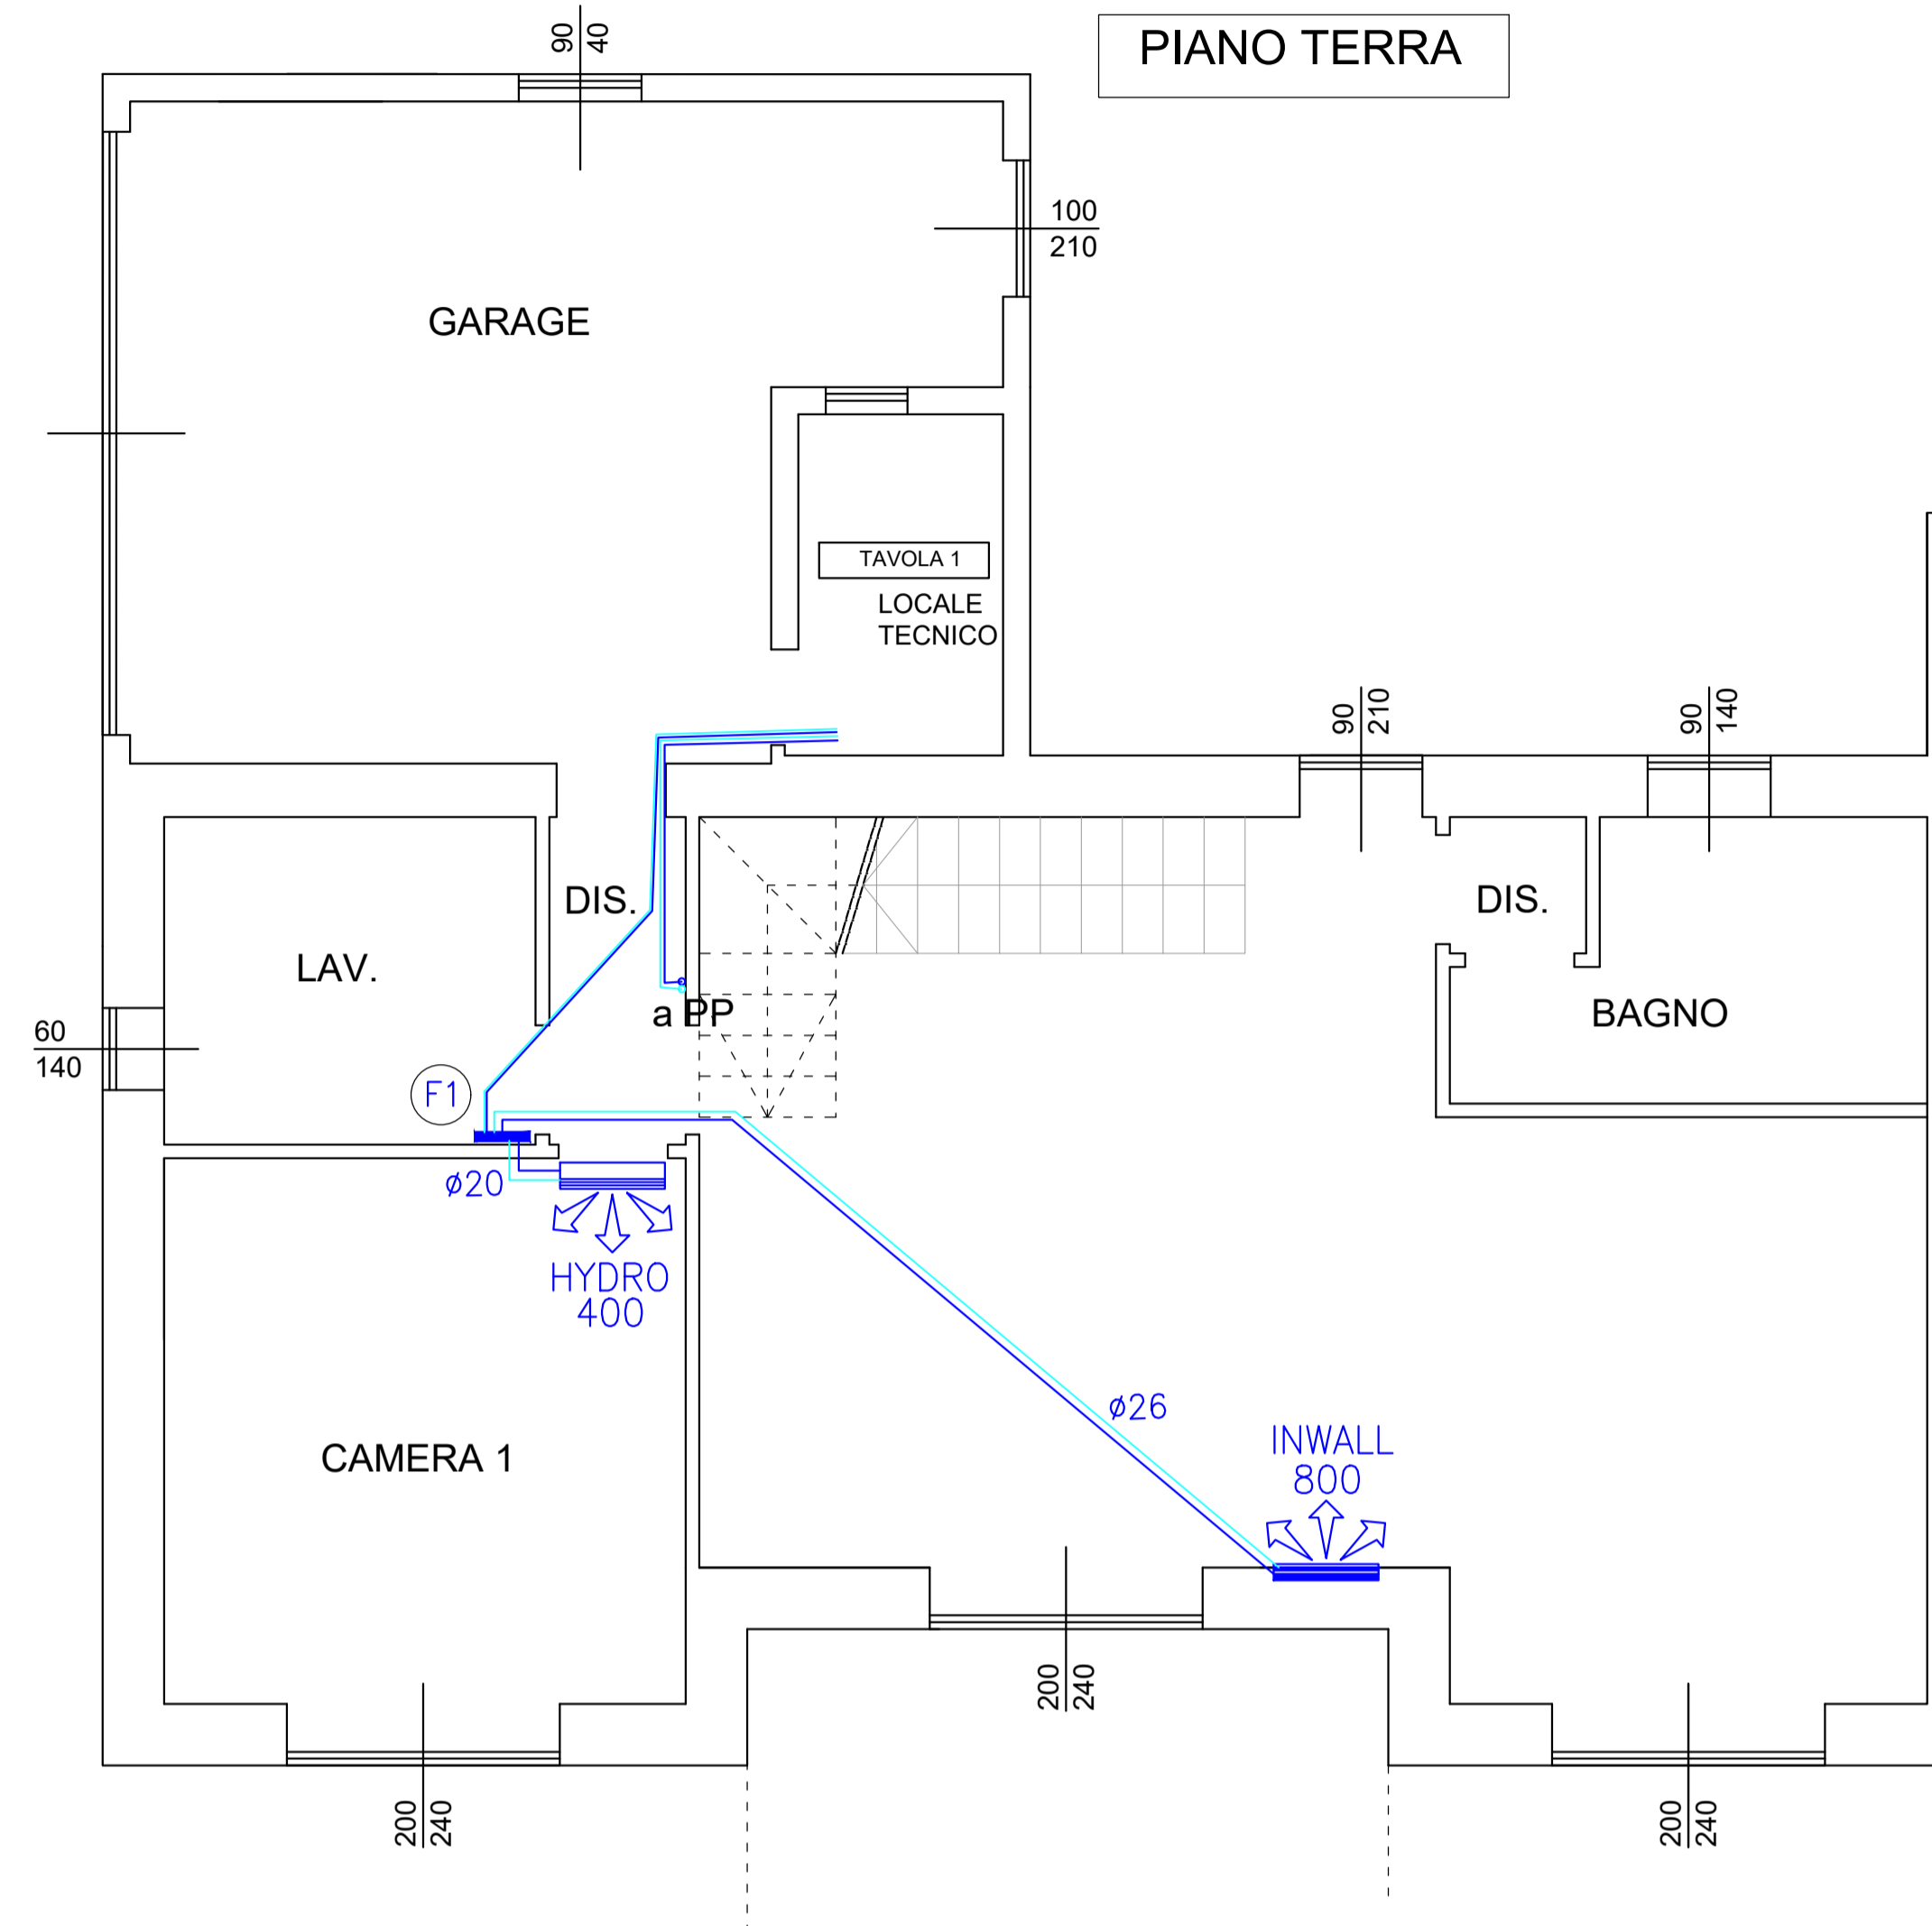 PIANO TERRA
90
40
100
210
GARAGE
TAVOLA 1
LOCALE
TECNICO
90
210
90
140
DIS.
DIS.
LAV.
a PP
BAGNO
60
140
F1
ø20
HYDRO
400
ø26
INWALL
800
CAMERA 1
200
240
200
240
200
240